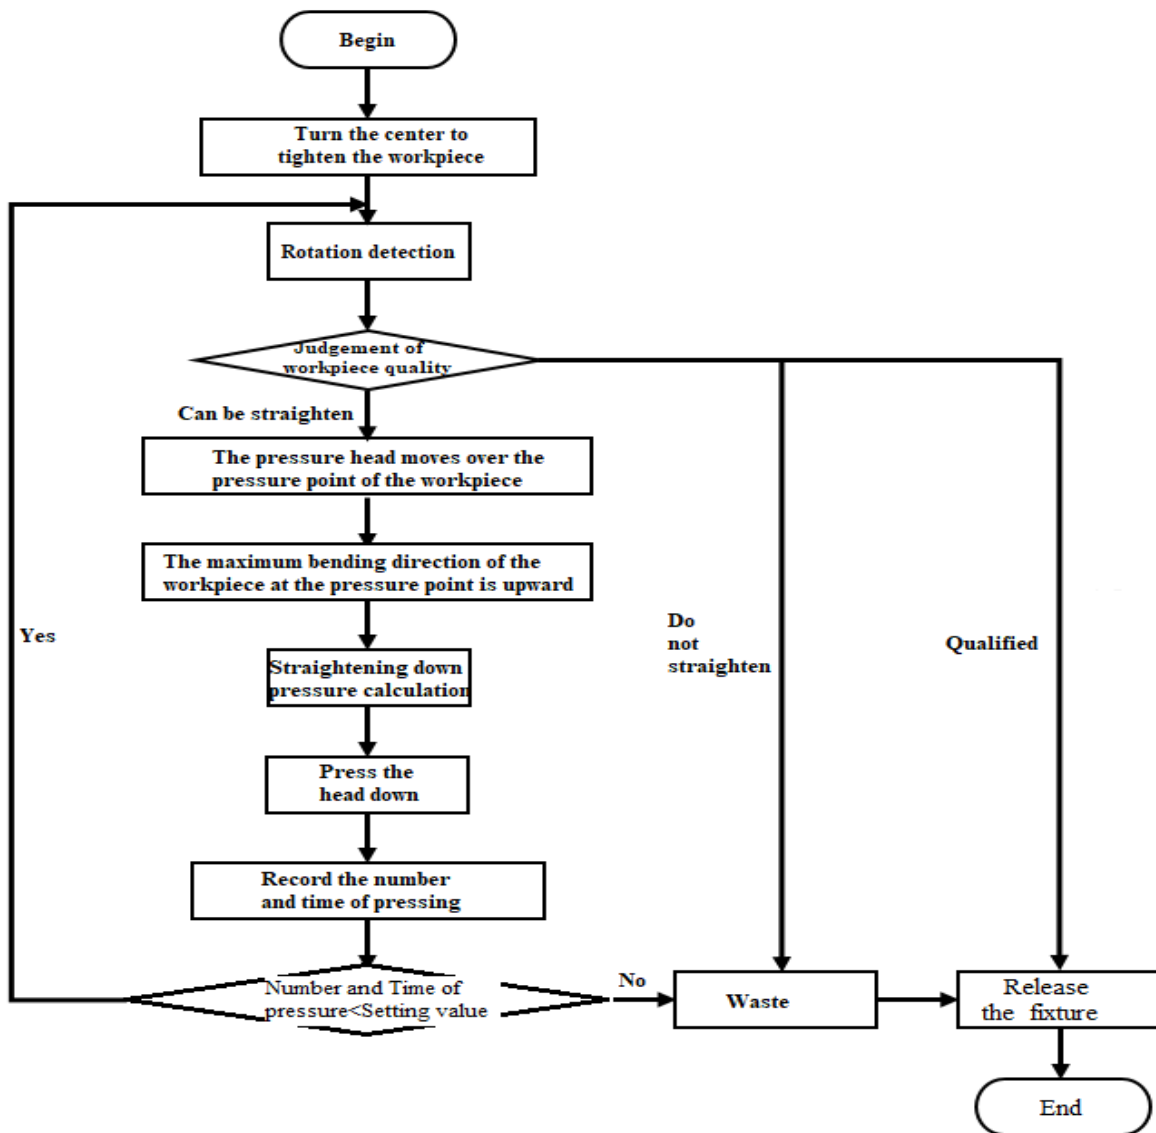 Begin
Turn the center to
tighten the workpiece
Rotation detection
Judgement of
workpiece quality
Can be straighten
The pressure head moves over the
pressure point of the workpiece
The maximum bending direction of the
workpiece at the pressure point is upward
Yes
Do
not
straighten
Qualified
Straightening down
pressure calculation
Press the
head down
Record the number
and time of pressing
Number and Time of
pressure<Setting value
No
Waste
Release
the fixture
End